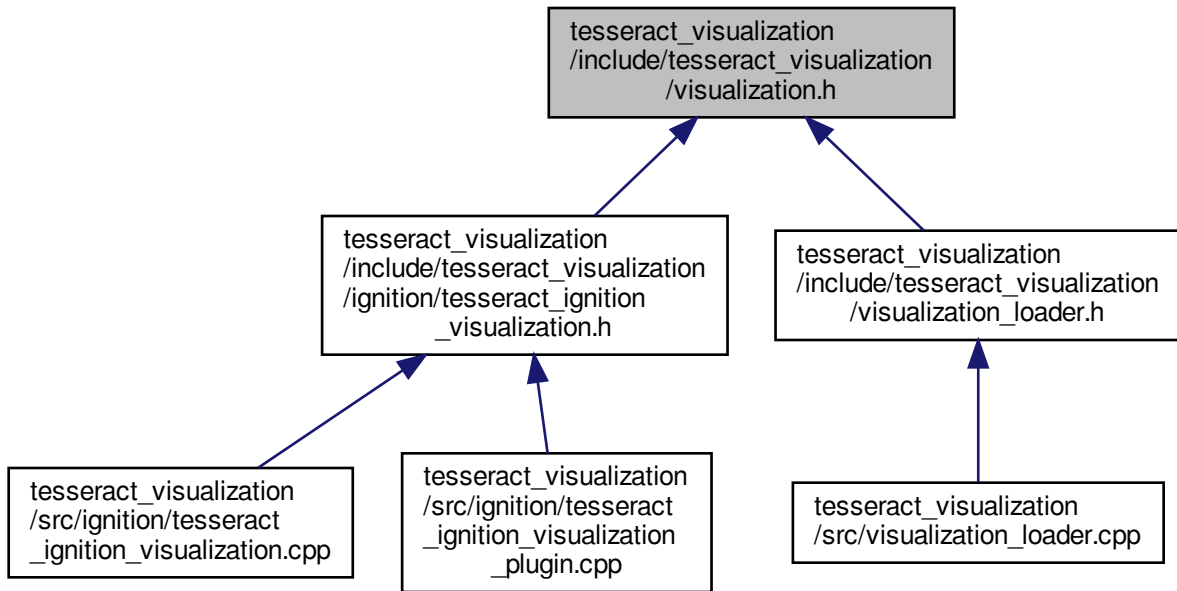 tesseract_visualization
/include/tesseract_visualization
/visualization.h
tesseract_visualization
/include/tesseract_visualization
/ignition/tesseract_ignition
_visualization.h
tesseract_visualization
/include/tesseract_visualization
/visualization_loader.h
tesseract_visualization
/src/ignition/tesseract
_ignition_visualization.cpp
tesseract_visualization
/src/ignition/tesseract
_ignition_visualization
_plugin.cpp
tesseract_visualization
/src/visualization_loader.cpp